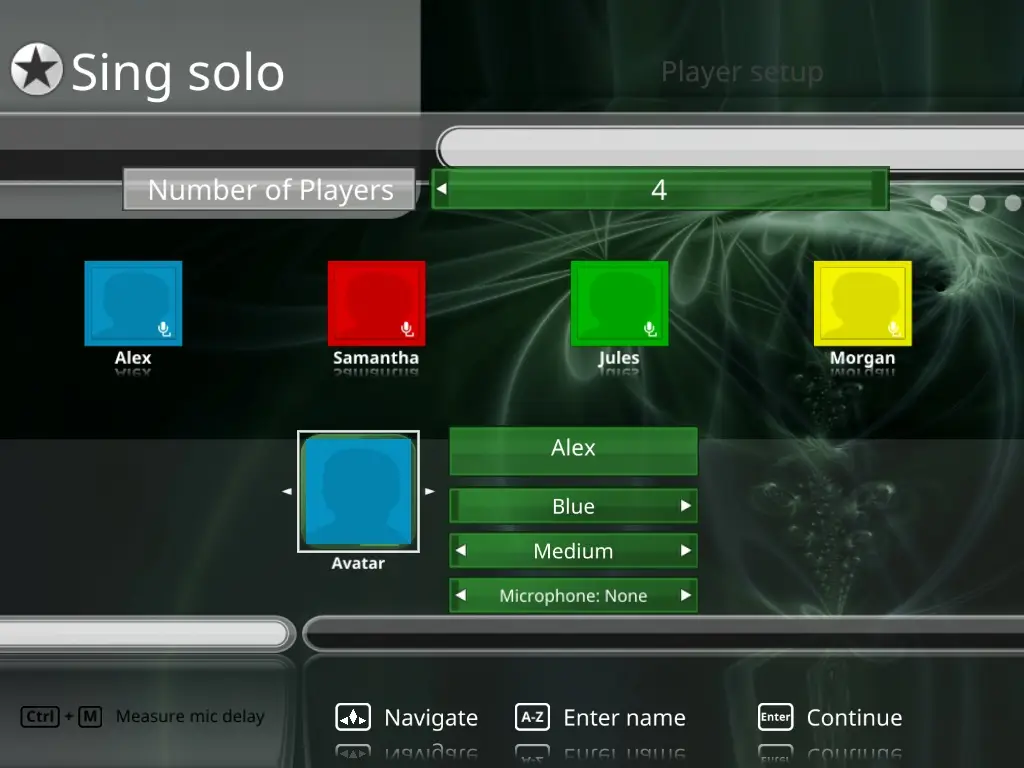 Sing solo
Player setup
Number of Players
4
Alex
Samantha
Jules
Morgan
Alex
Blue
Medium
Microphone: None
Avatar
Ctrl + M Measure mic delay
Navigate
A-Z Enter name
Enter Continue